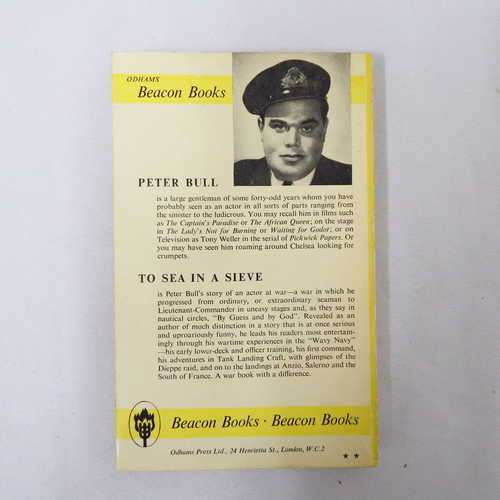 ODHAMS
Beacon Books
PETER BULL
is a large gentleman of some forty-odd years whom you have
probably seen as an actor in all sorts of parts ranging from
the sinister to the ludicrous. You may recall him in films such
as The Captain's Paradise or The African Queen; on the stage
in The Lady's Not for Burning or Waiting for Godot; or on
Television as Tony Weller in the serial of Pickwick Papers. Or
you may have seen him roaming around Chelsea looking for
crumpets.
TO SEA IN A SIEVE
is Peter Bull's story of an actor at war—a war in which he
progressed from ordinary, or extraordinary seaman to
Lieutenant-Commander in uneasy stages and, as they say in
nautical circles, "By Guess and by God". Revealed as an
author of much distinction in a story that is at once serious
and uproariously funny, he leads his readers most entertain-
ingly through his wartime experiences in the "Wavy Navy"
—his early lower-deck and officer training, his first command,
his adventures in Tank Landing Craft, with glimpses of the
Dieppe raid, and on to the landings at Anzio, Salerno and the
South of France. A war book with a difference.
Beacon Books · Beacon Books
Odhams Press Ltd., 24 Henrietta St., London, W.C.2